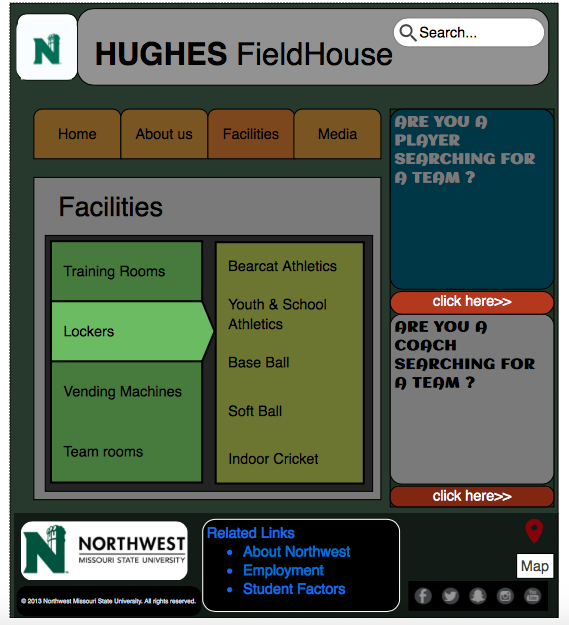 N
HUGHES FieldHouse
Search...
Home
About us
Facilities
Media
ARE YOU A
PLAYER
SEARCHING FOR
A TEAM ?
click here>>
Facilities
Training Rooms
Lockers
Vending Machines
Team rooms
Bearcat Athletics
Youth & School
Athletics
Base Ball
Soft Ball
Indoor Cricket
ARE YOU A
COACH
SEARCHING FOR
A TEAM ?
click here>>
N
NORTHWEST
MISSOURI STATE UNIVERSITY
© 2013 Northwest Missouri State University. All rights reserved.
Related Links
• About Northwest
• Employment
• Student Factors
Map